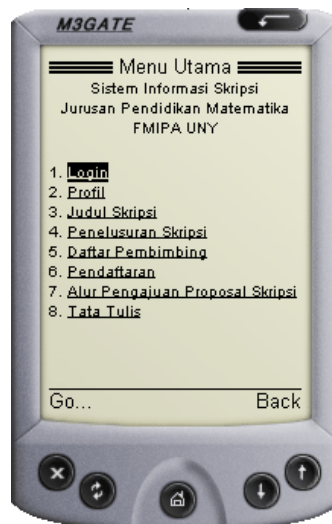 M3GATE
Menu Utama
Sistem Informasi Skripsi
Jurusan Pendidikan Matematika
FMIPA UNY
1. Login
2. Profil
3. Judul Skripsi
4. Penelusuran Skripsi
5. Daftar Pembimbing
6. Pendaftaran
7. Alur Pengajuan Proposal Skripsi
8. Tata Tulis
Go... Back